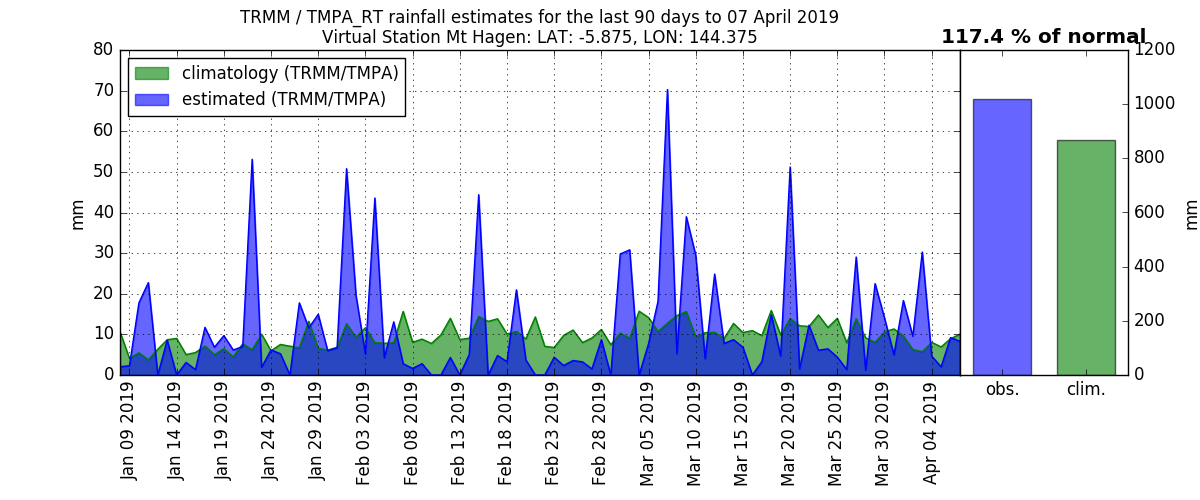 TRMM / TMPA_RT rainfall estimates for the last 90 days to 07 April 2019
Virtual Station Mt Hagen: LAT: -5.875, LON: 144.375
117.4 % of normal
climatology (TRMM/TMPA)
estimated (TRMM/TMPA)
mm
80
70
60
50
40
30
20
10
0
Jan 09 2019
Jan 14 2019
Jan 19 2019
Jan 24 2019
Jan 29 2019
Feb 03 2019
Feb 08 2019
Feb 13 2019
Feb 18 2019
Feb 23 2019
Feb 28 2019
Mar 05 2019
Mar 10 2019
Mar 15 2019
Mar 20 2019
Mar 25 2019
Mar 30 2019
Apr 04 2019
obs.
clim.
1200
1000
800
600
400
200
0
mm